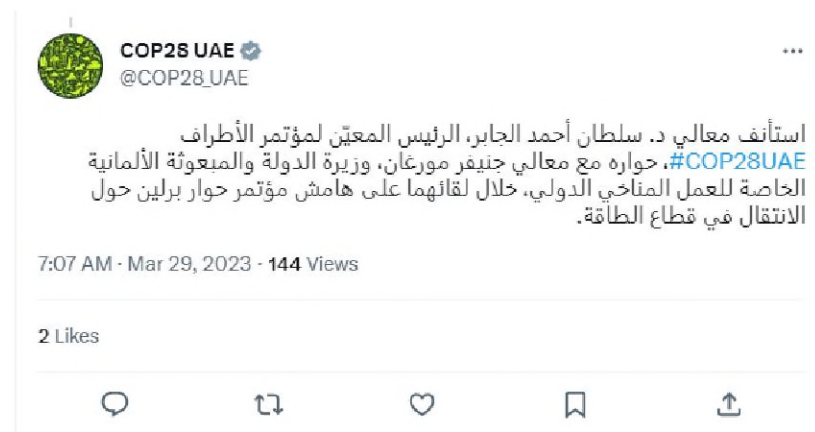 COP28 UAE
@COP28_UAE
استأنف معالي د. سلطان أحمد الجابر، الرئيس المعيّن لمؤتمر الأطراف
#COP28UAE، حواره مع معالي جنيفر مورغان، وزيرة الدولة والمبعوثة الألمانية
الخاصة للعمل المناخي الدولي، خلال لقائهما على هامش مؤتمر حوار برلين حول
الانتقال في قطاع الطاقة.
7:07 AM · Mar 29, 2023 · 144 Views
2 Likes